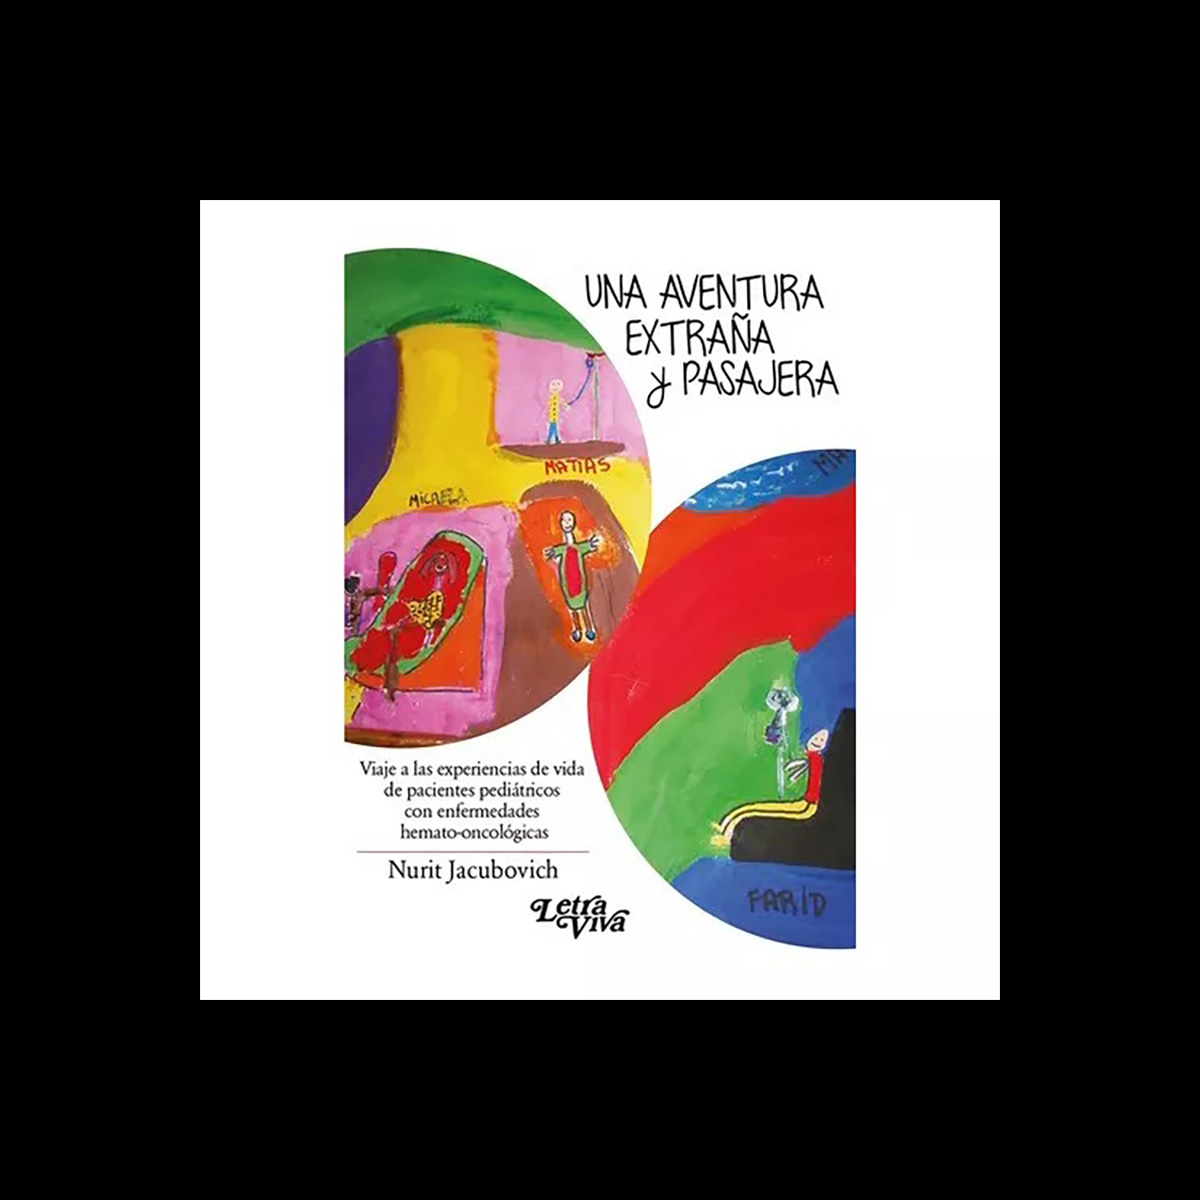 UNA AVENTURA
EXTRAÑA
y PASAJERA
MATIAS
MICAELA
FARID
Viaje a las experiencias de vida
de pacientes pediátricos
con enfermedades
hemato-oncológicas
Nurit Jacubovich
Letra
Viva